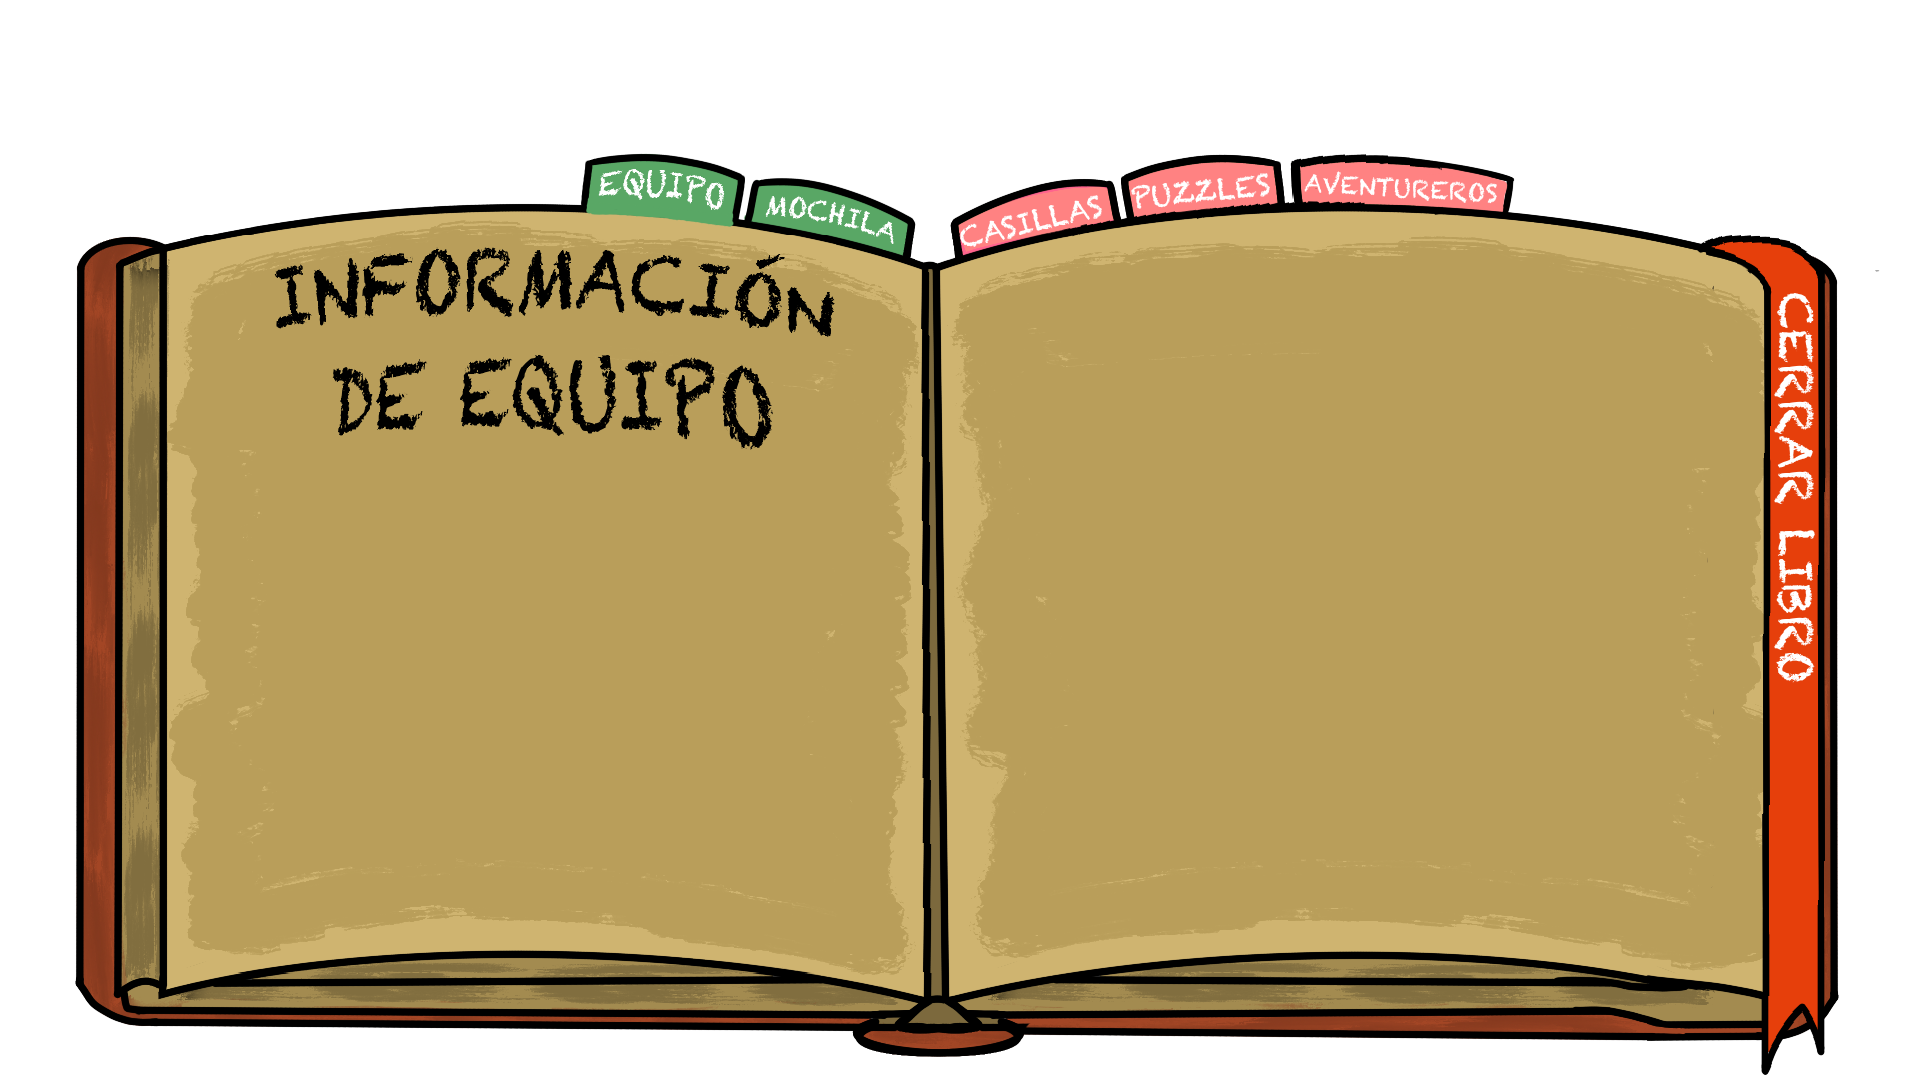 EQUIPO
MOCHILA
CASILLAS
PUZZLES
AVENTUREROS
INFORMACIÓN
DE EQUIPO
CERRAR LIBRO